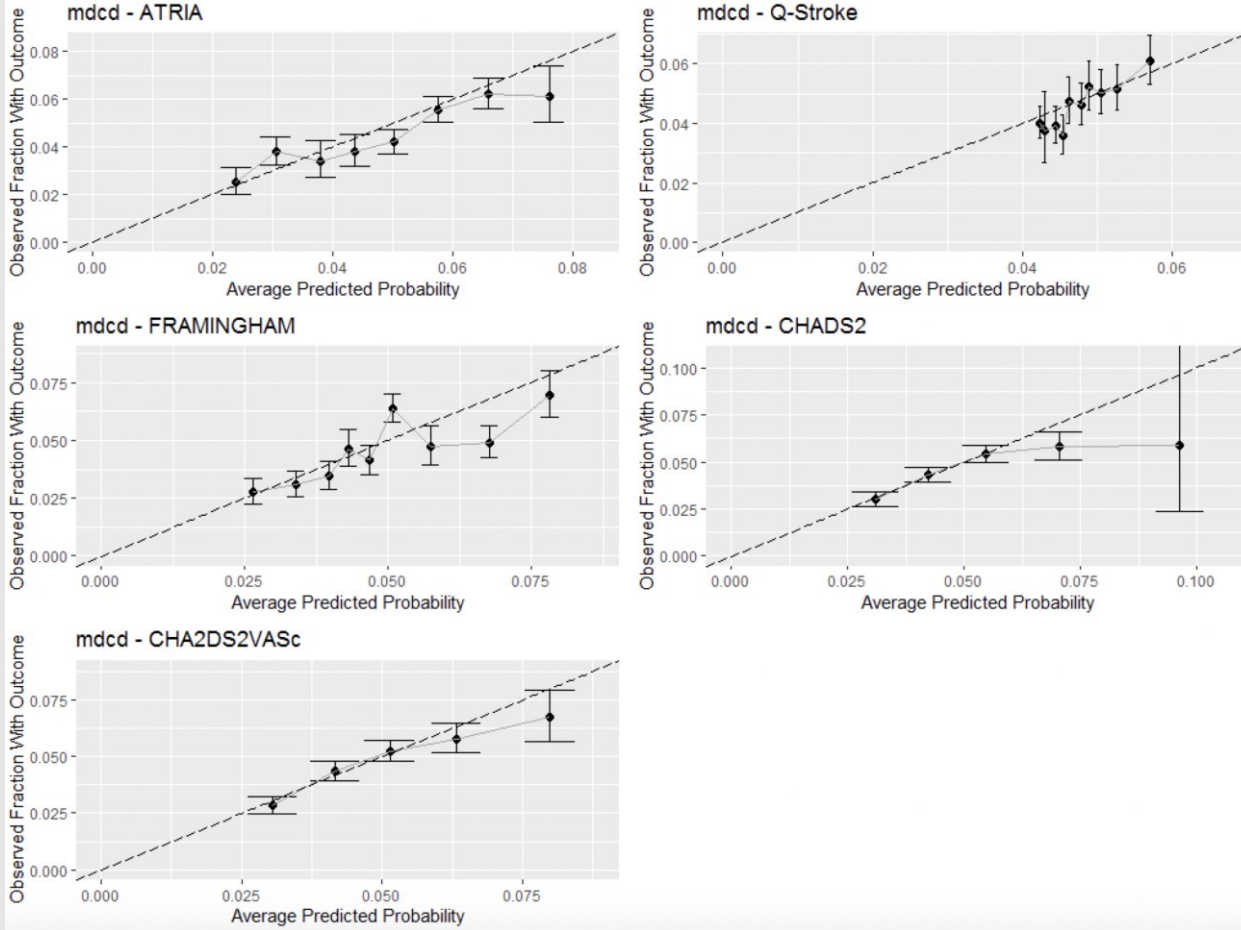 mdcd - ATRIA
Observed Fraction With Outcome
0.08
0.06
0.04
0.02
0.00
0.00 0.02 0.04 0.06 0.08
Average Predicted Probability
mdcd - Q-Stroke
Observed Fraction With Outcome
0.06
0.04
0.02
0.00
0.00 0.02 0.04 0.06
Average Predicted Probability
mdcd - FRAMINGHAM
Observed Fraction With Outcome
0.075
0.050
0.025
0.000
0.000 0.025 0.050 0.075
Average Predicted Probability
mdcd - CHADS2
Observed Fraction With Outcome
0.100
0.075
0.050
0.025
0.000
0.000 0.025 0.050 0.075 0.100
Average Predicted Probability
mdcd - CHA2DS2VASc
Observed Fraction With Outcome
0.075
0.050
0.025
0.000
0.000 0.025 0.050 0.075
Average Predicted Probability